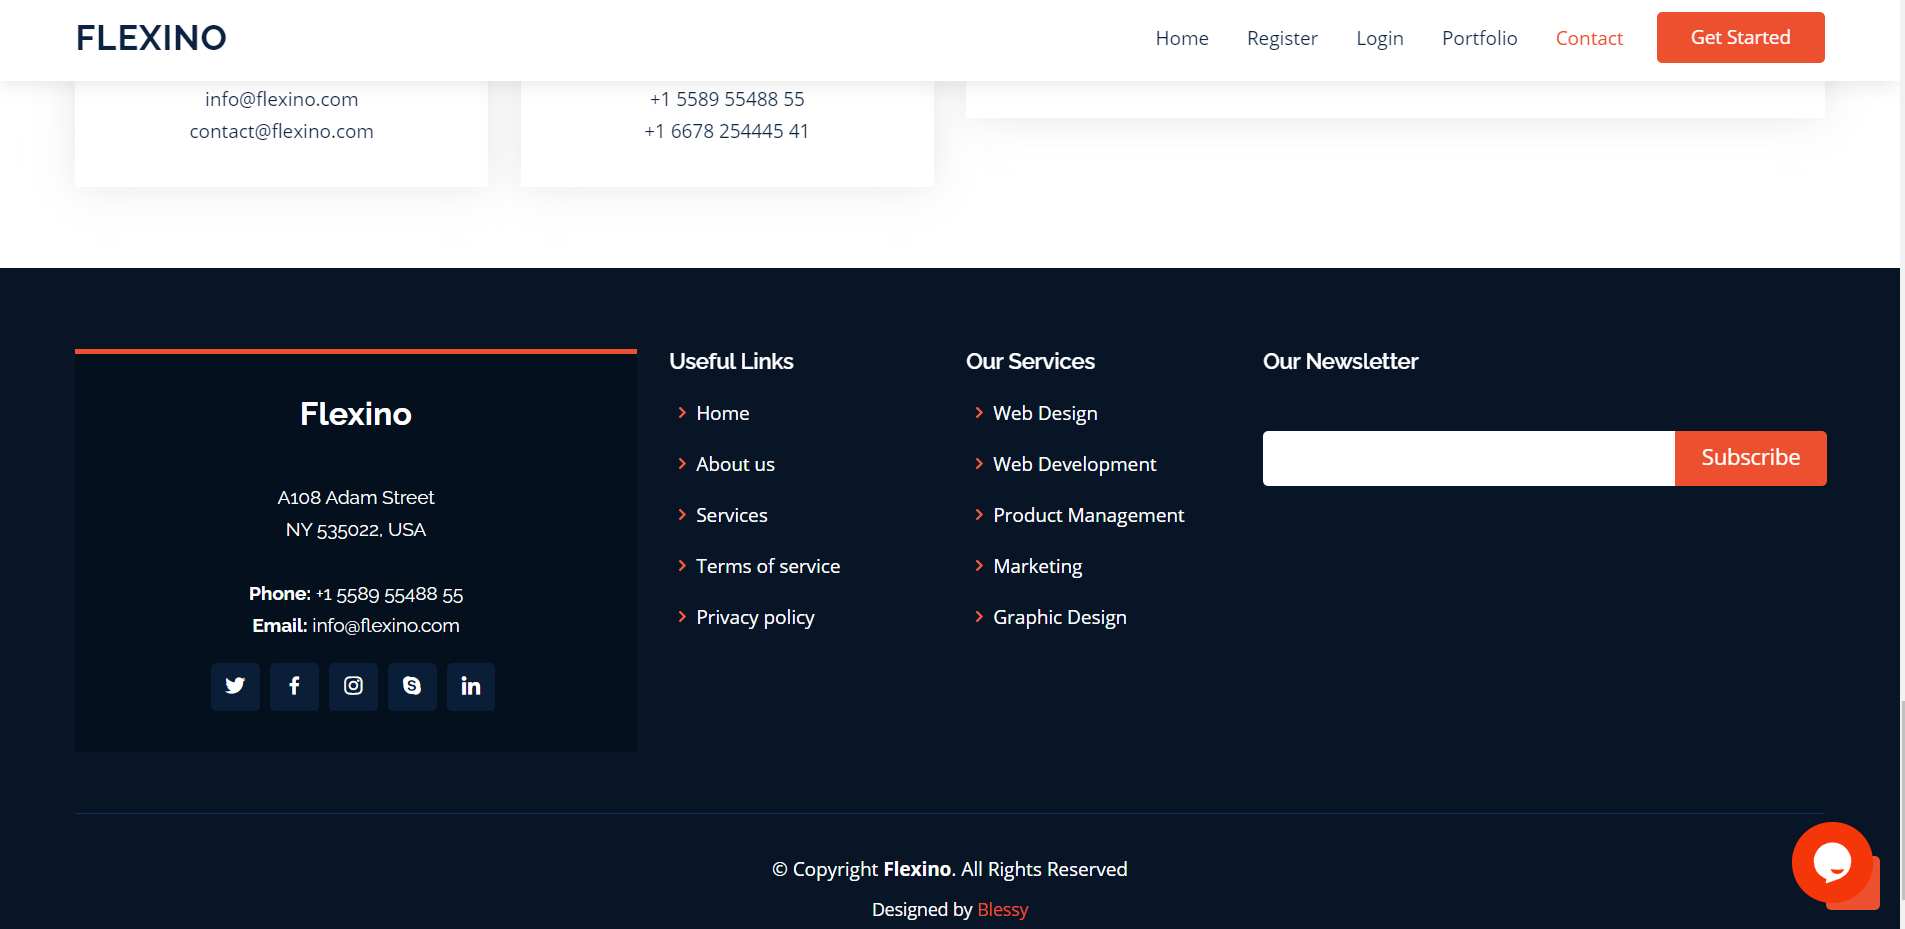 FLEXINO
Home Register Login Portfolio Contact Get Started
info@flexino.com
contact@flexino.com
+1 5589 55488 55
+1 6678 254445 41
Flexino
A108 Adam Street
NY 535022, USA
Phone: +1 5589 55488 55
Email: info@flexino.com
Useful Links
Home
About us
Services
Terms of service
Privacy policy
Our Services
Web Design
Web Development
Product Management
Marketing
Graphic Design
Our Newsletter
Subscribe
© Copyright Flexino. All Rights Reserved
Designed by Blessy